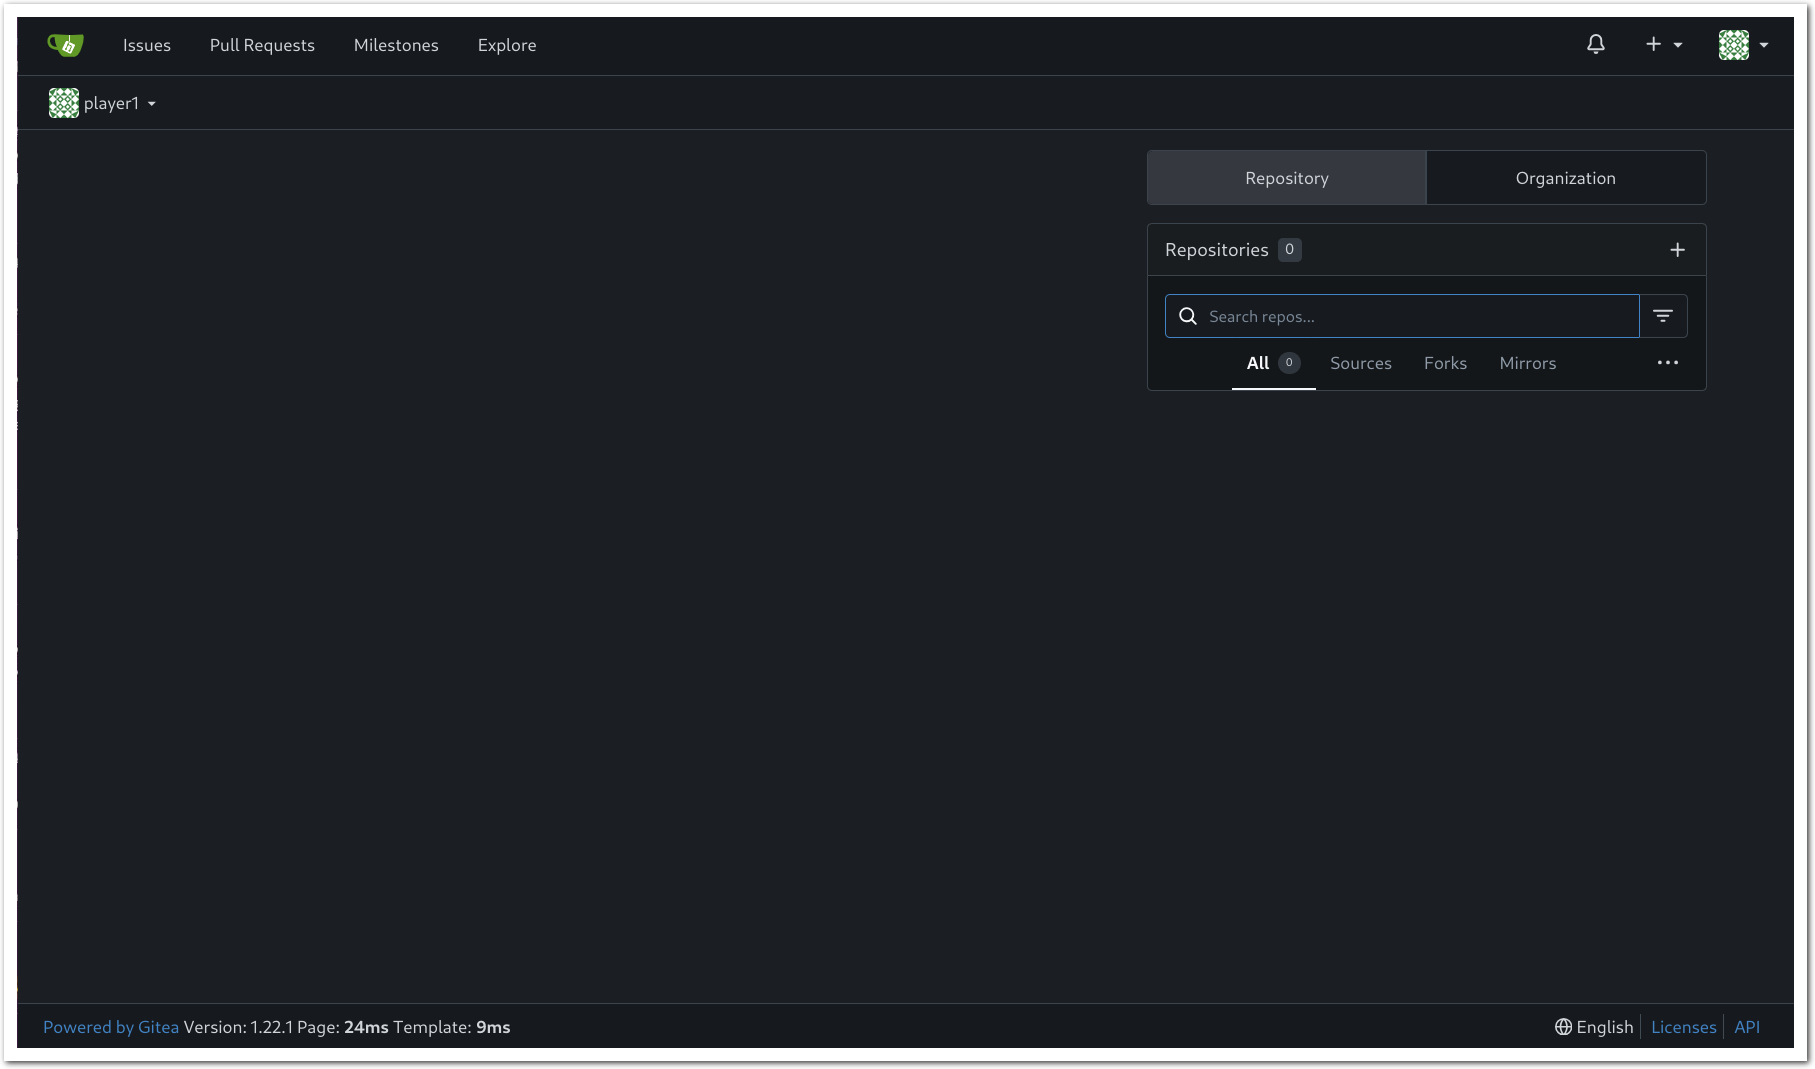 Issues Pull Requests Milestones Explore
player1
Repository Organization
Repositories 0
Search repos...
All 0 Sources Forks Mirrors
Powered by Gitea Version: 1.22.1 Page: 24ms Template: 9ms English Licenses API